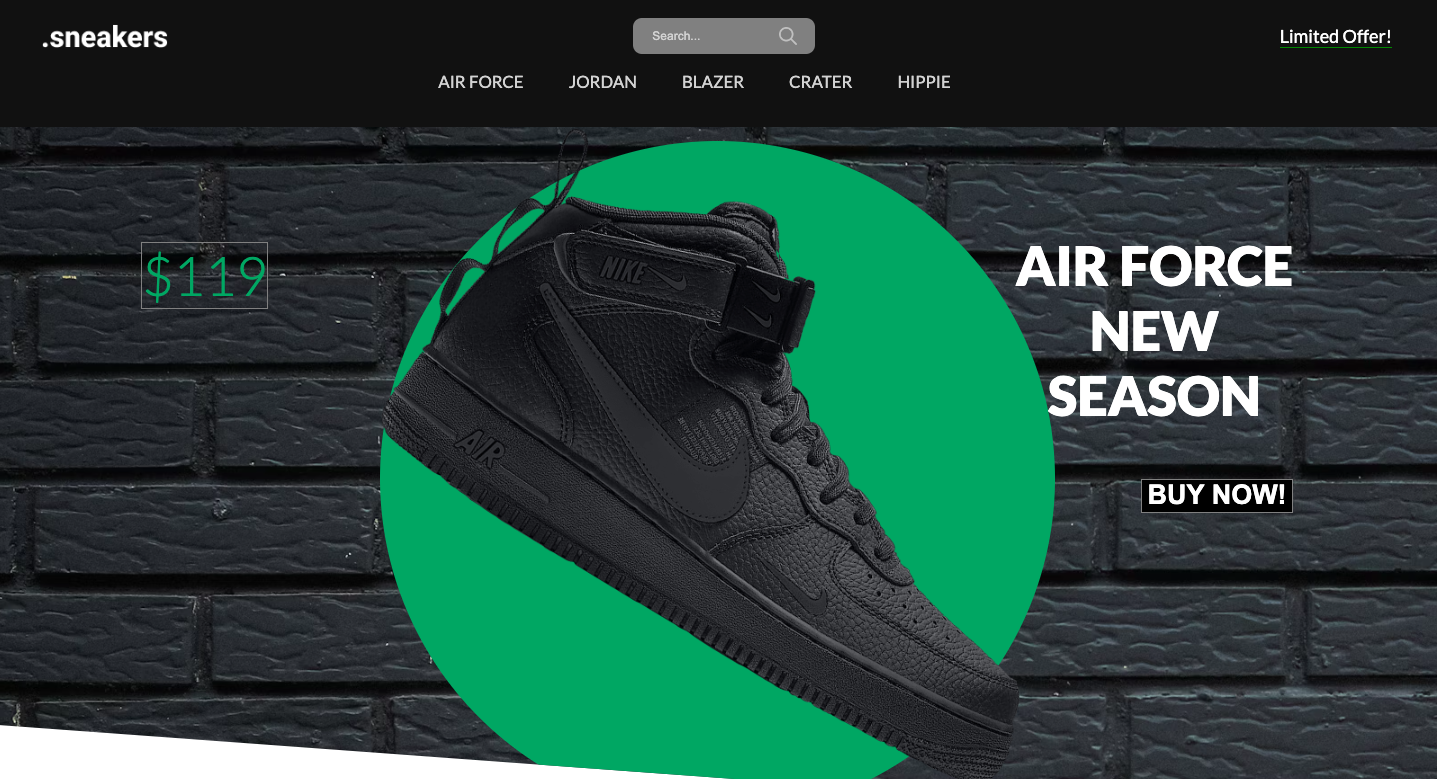 .sneakers
Search...
Limited Offer!
AIR FORCE JORDAN BLAZER CRATER HIPPIE
$119
AIR FORCE
NEW
SEASON
BUY NOW!
NIKE
AIR